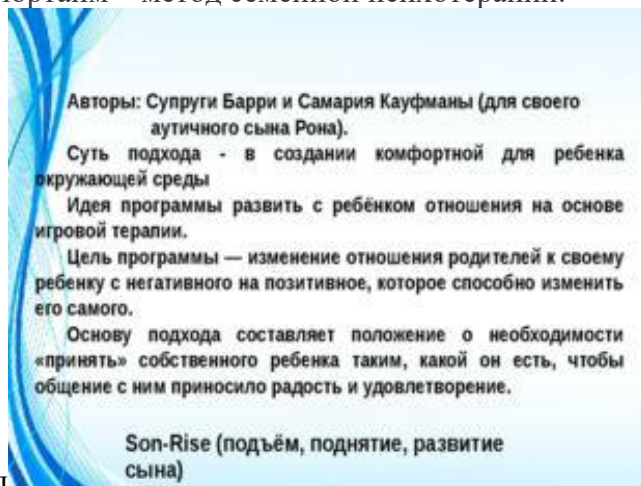 метод семейной психотерапии.
Авторы: Супруги Барри и Самария Кауфманы (для своего
аутичного сына Рона).
Суть подхода - в создании комфортной для ребенка
окружающей среды
Идея программы развить с ребёнком отношения на основе
игровой терапии.
Цель программы — изменение отношения родителей к своему
ребенку с негативного на позитивное, которое способно изменить
его самого.
Основу подхода составляет положение о необходимости
«принять» собственного ребенка таким, какой он есть, чтобы
общение с ним приносило радость и удовлетворение.
Son-Rise (подъём, поднятие, развитие
сына)